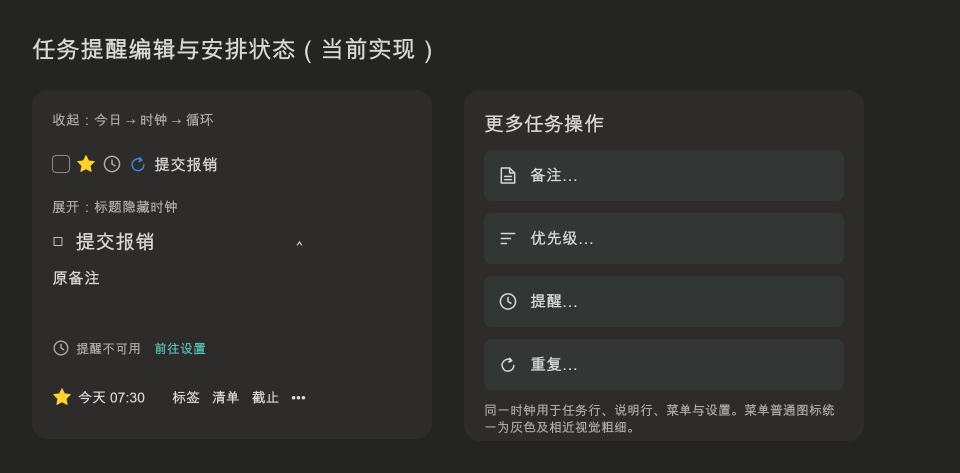 任务提醒编辑与安排状态（当前实现）
收起：今日 → 时钟 → 循环
提交报销
展开：标题隐藏时钟
提交报销
原备注
提醒不可用 前往设置
今天 07:30 标签 清单 截止 •••
更多任务操作
备注…
优先级…
提醒…
重复…
同一时钟用于任务行、说明行、菜单与设置。菜单普通图标统
一为灰色及相近视觉粗细。